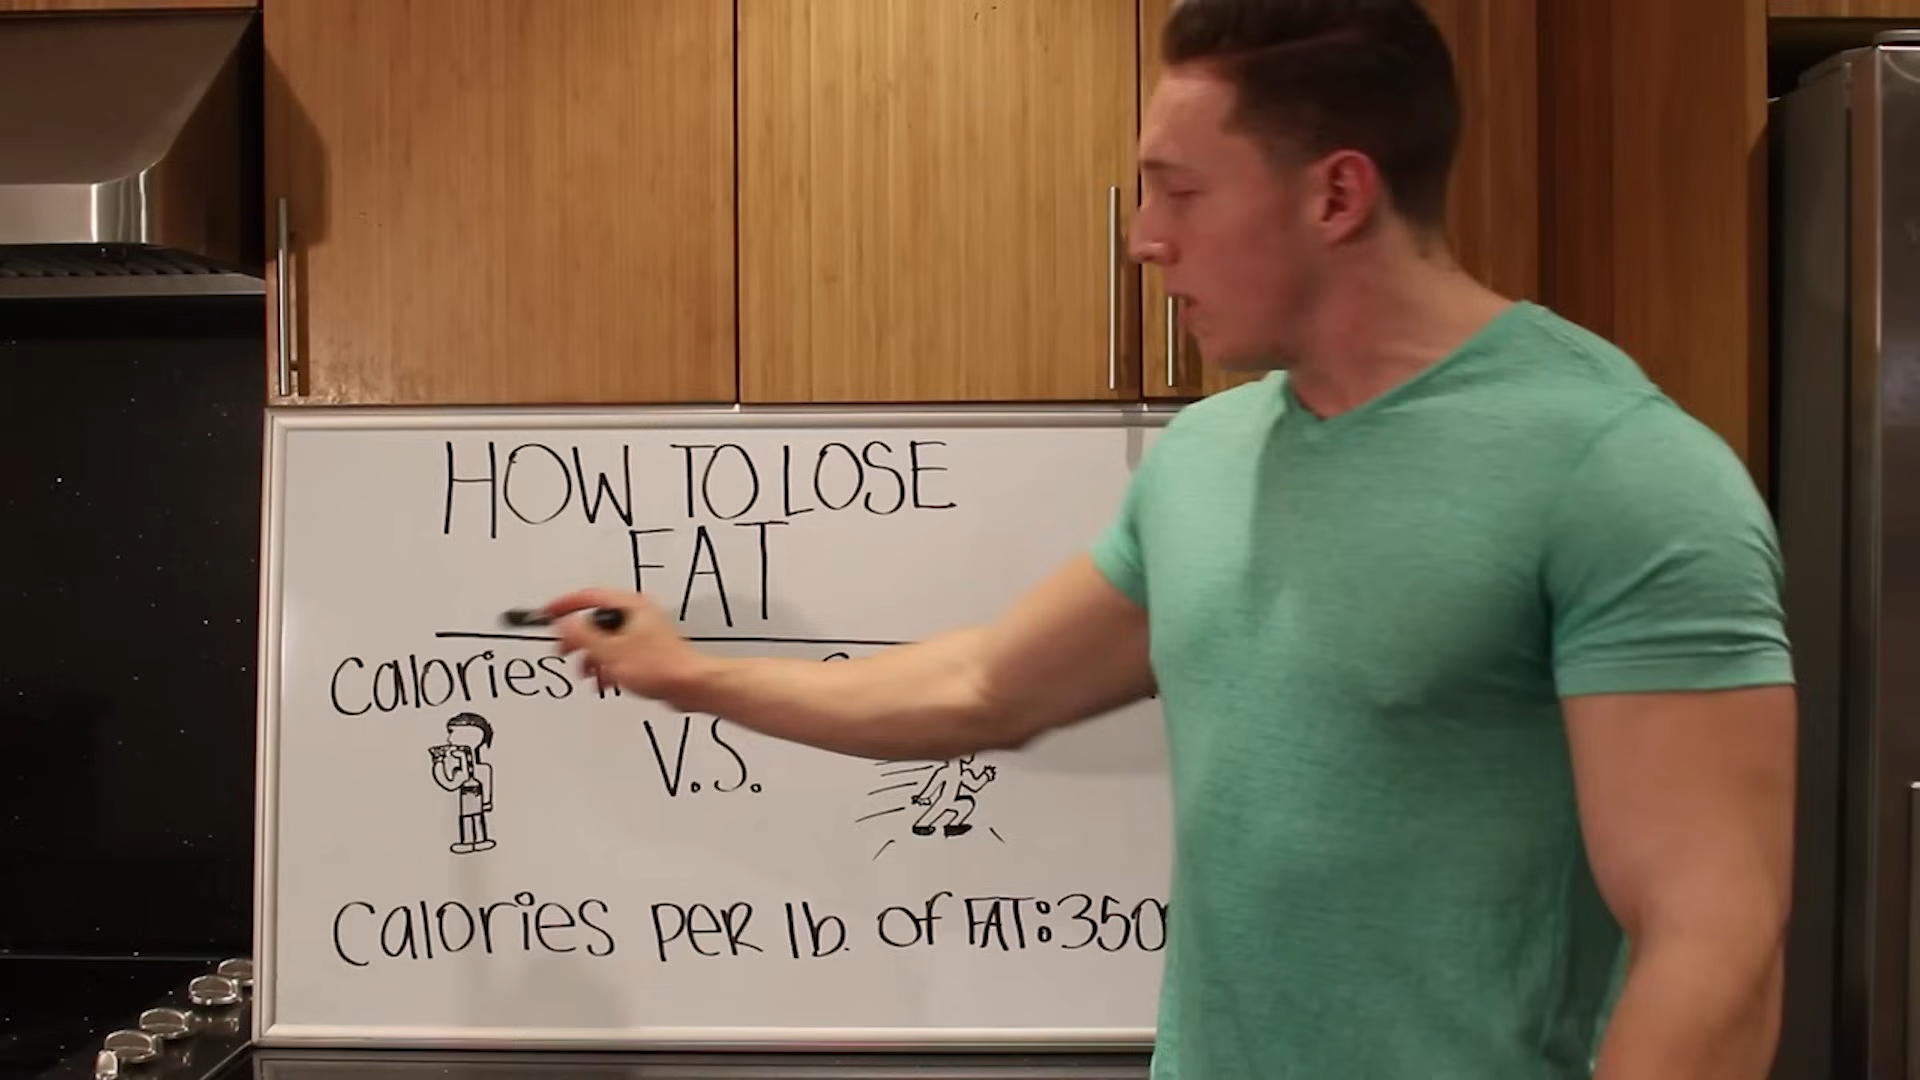 HOW TO LOSE
FAT
Calories
V.S.
Calories PER lb. of FAT: 350